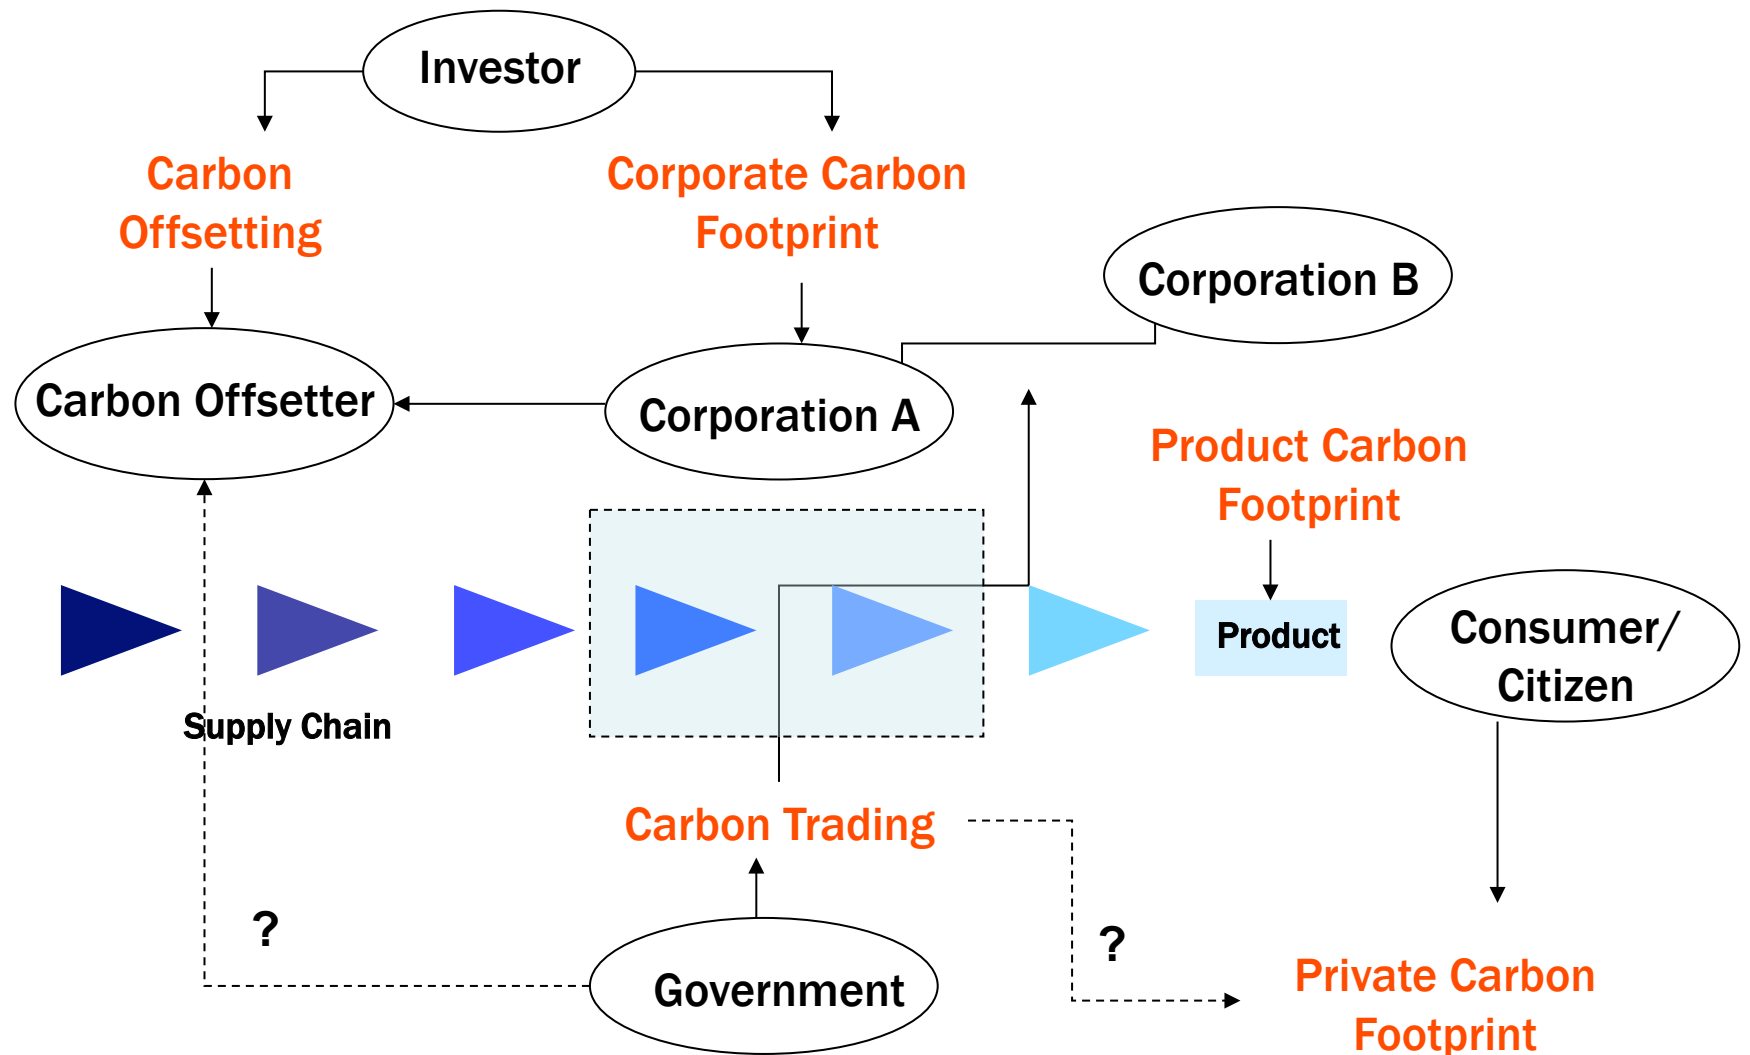 Investor
Carbon
Offsetting
Corporate Carbon
Footprint
Corporation B
Carbon Offsetter
Corporation A
Product Carbon
Footprint
Product
Consumer/
Citizen
Supply Chain
Carbon Trading
?
?
Government
Private Carbon
Footprint